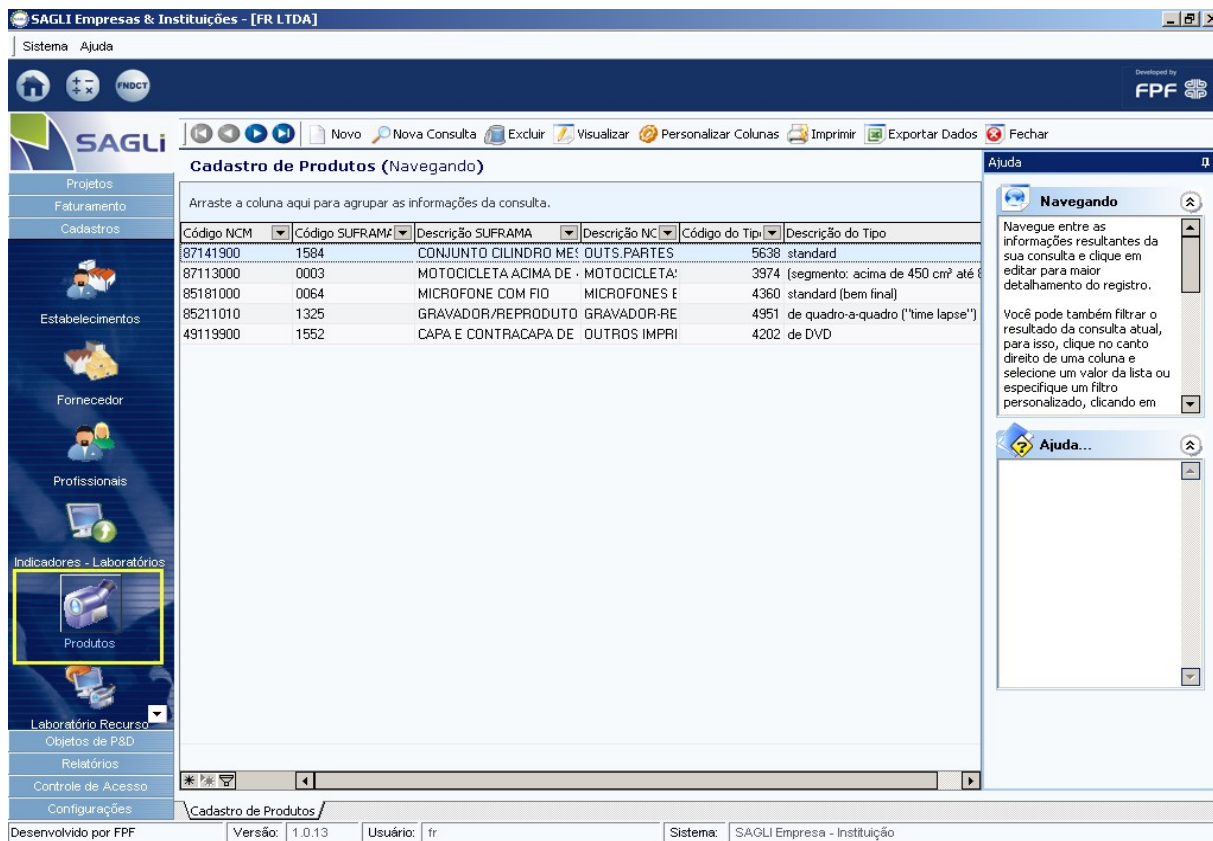 SAGLI Empresas & Instituições - [FR LTDA]
Sistema Ajuda
FNDCT
Developed by
FPF
SAGLi
Novo Nova Consulta Excluir Visualizar Personalizar Colunas Imprimir Exportar Dados Fechar
Projetos
Faturamento
Cadastros
Estabelecimentos
Fornecedor
Profissionais
Indicadores - Laboratórios
Produtos
Laboratório Recurso
Objetos de P&D
Relatórios
Controle de Acesso
Configurações
Cadastro de Produtos (Navegando)
Arraste a coluna aqui para agrupar as informações da consulta.
Código NCM Código SUFRAMA Descrição SUFRAMA Descrição NC Código do Tip Descrição do Tipo
87141900 1584 CONJUNTO CILINDRO MES OUTS.PARTES 5638 standard
87113000 0003 MOTOCICLETA ACIMA DE MOTOCICLETA 3974 (segmento: acima de 450 cm³ até
85181000 0064 MICROFONE COM FIO MICROFONES E 4360 standard (bem final)
85211010 1325 GRAVADOR/REPRODUTO GRAVADOR-RE 4951 de quadro-a-quadro ("time lapse")
49119900 1552 CAPA E CONTRACAPA DE OUTROS IMPRI 4202 de DVD
Cadastro de Produtos
Ajuda
Navegando
Navegue entre as
informações resultantes da
sua consulta e clique em
editar para maior
detalhamento do registro.
Você pode também filtrar o
resultado da consulta atual,
para isso, clique no canto
direito de uma coluna e
selecione um valor da lista ou
especifique um filtro
personalizado, clicando em
Ajuda...
Desenvolvido por FPF Versão: 1.0.13 Usuário: fr Sistema: SAGLI Empresa - Instituição